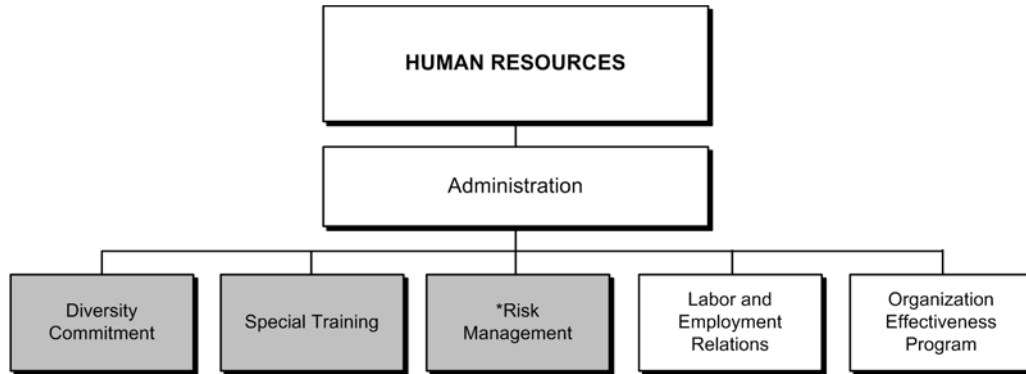 HUMAN RESOURCES
Administration
Diversity
Commitment
Special Training
*Risk
Management
Labor and
Employment
Relations
Organization
Effectiveness
Program